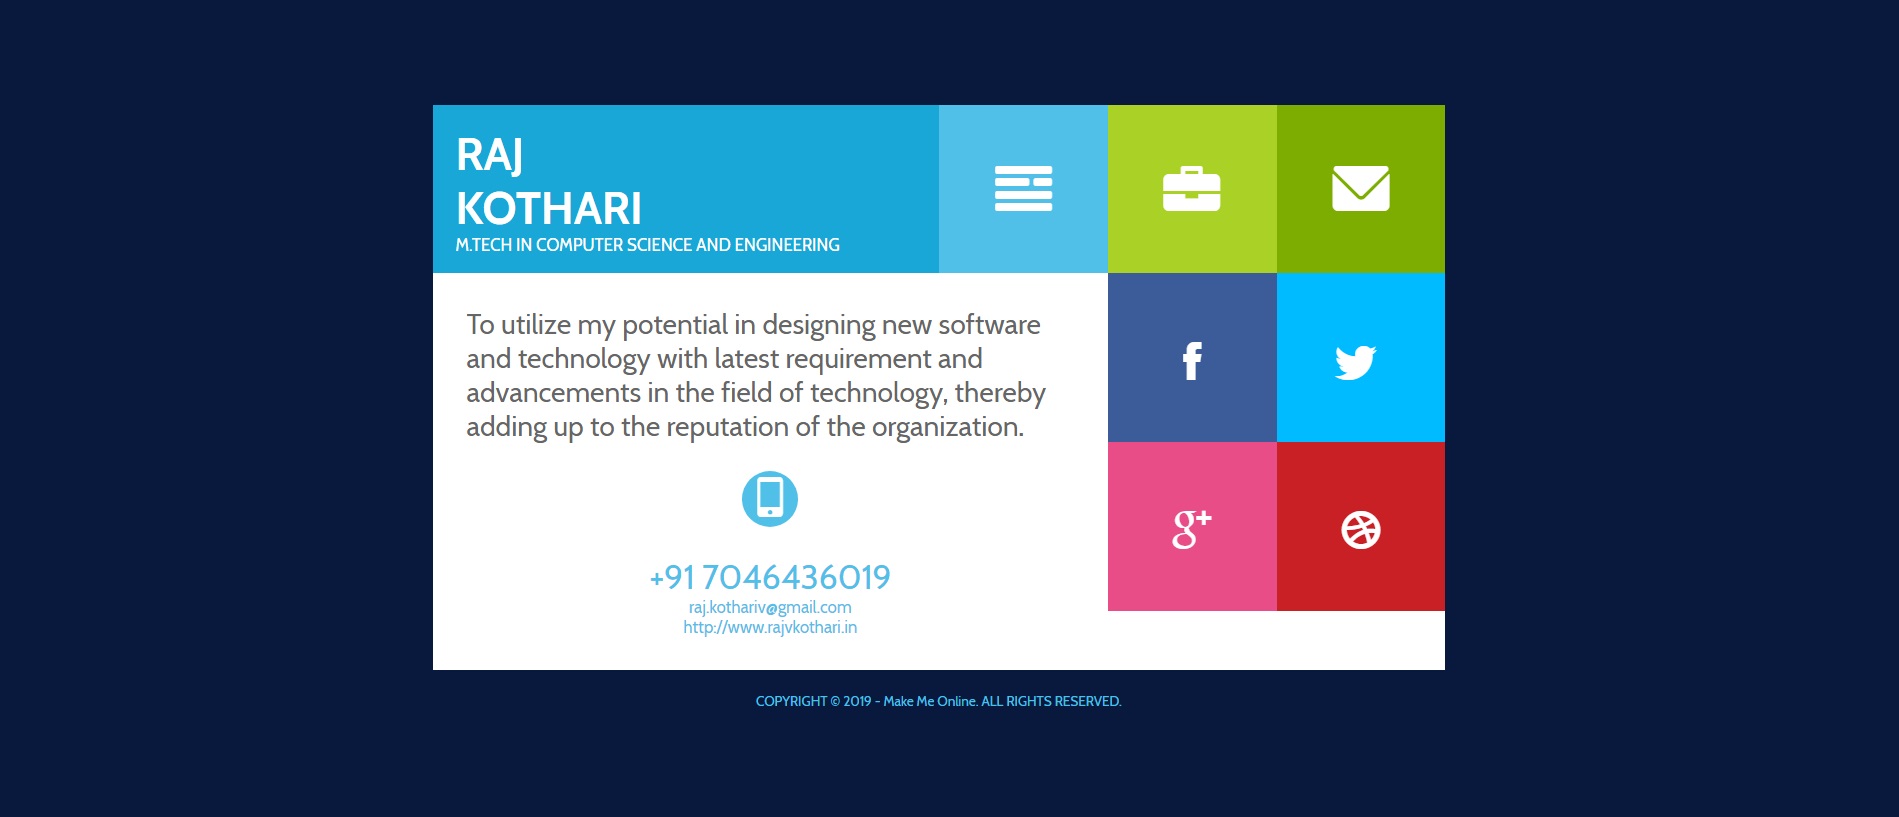 RAJ
KOTHARI
M.TECH IN COMPUTER SCIENCE AND ENGINEERING
To utilize my potential in designing new software
and technology with latest requirement and
advancements in the field of technology, thereby
adding up to the reputation of the organization.
+91 7046436019
raj.kothariv@gmail.com
http://www.rajvkothari.in
f
g+
COPYRIGHT © 2019 - Make Me Online. ALL RIGHTS RESERVED.